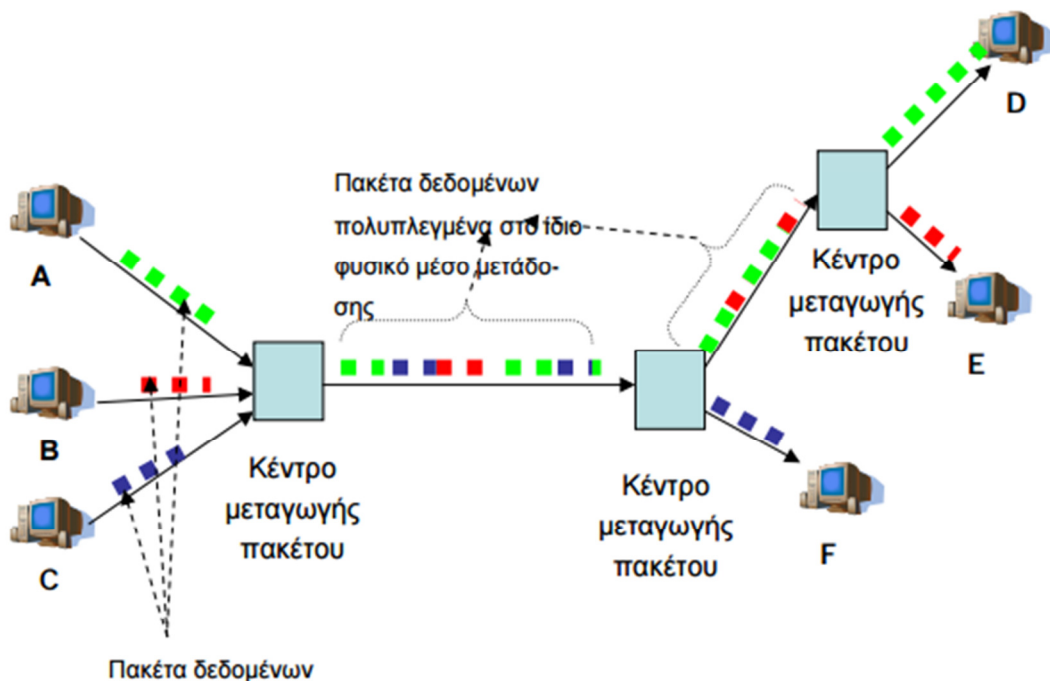 D
Πακέτα δεδομένων
πολυπλεγμένα στο ίδιο
φυσικό μέσο μετάδο-
σης
A
Κέντρο
μεταγωγής
πακέτου
E
B
Κέντρο
μεταγωγής
πακέτου
Κέντρο
μεταγωγής
πακέτου
F
C
Πακέτα δεδομένων